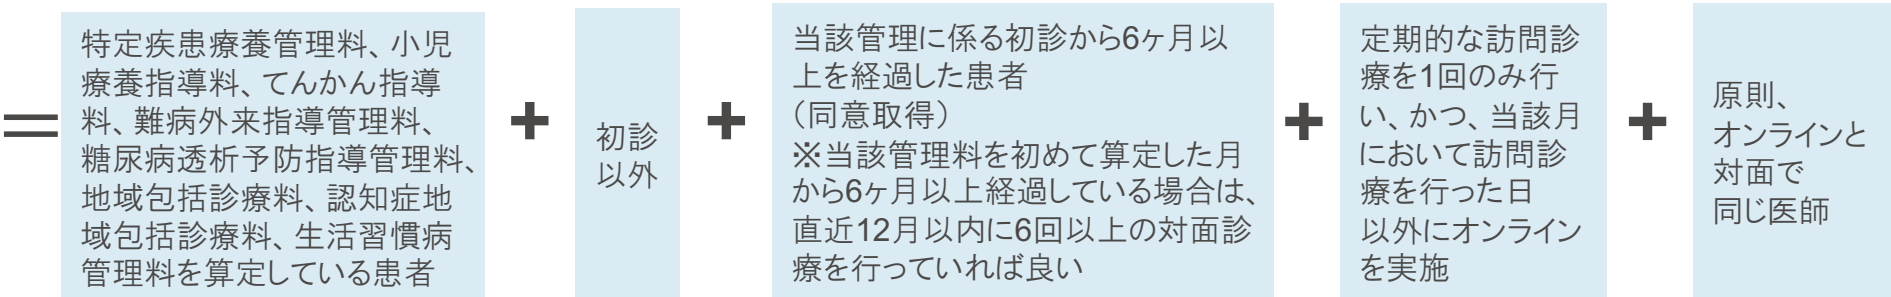 =
特定疾患療養管理料、小児
療養指導料、てんかん指導
料、難病外来指導管理料、
糖尿病透析予防指導管理料、
地域包括診療料、認知症地
域包括診療料、生活習慣病
管理料を算定している患者
+
初診
以外
+
当該管理に係る初診から6ヶ月以
上を経過した患者
（同意取得）
※当該管理料を初めて算定した月
から6ヶ月以上経過している場合は、
直近12月以内に6回以上の対面診
療を行っていれば良い
+
定期的な訪問診
療を1回のみ行
い、かつ、当該月
において訪問診
療を行った日
以外にオンライン
を実施
+
原則、
オンラインと
対面で
同じ医師